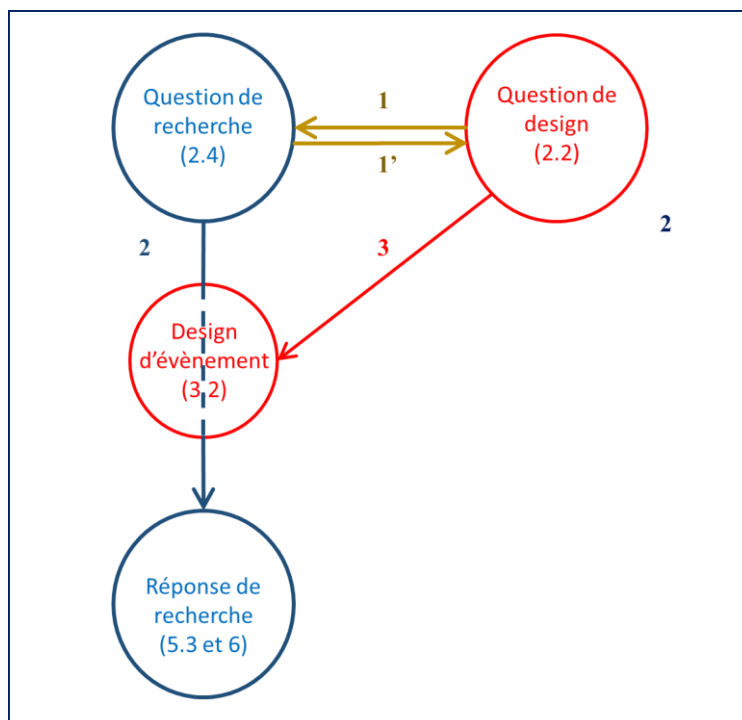 Question de
recherche
(2.4)
1
1’
Question de
design
(2.2)
2
3
2
Design
d’évènement
(3.2)
Réponse de
recherche
(5.3 et 6)